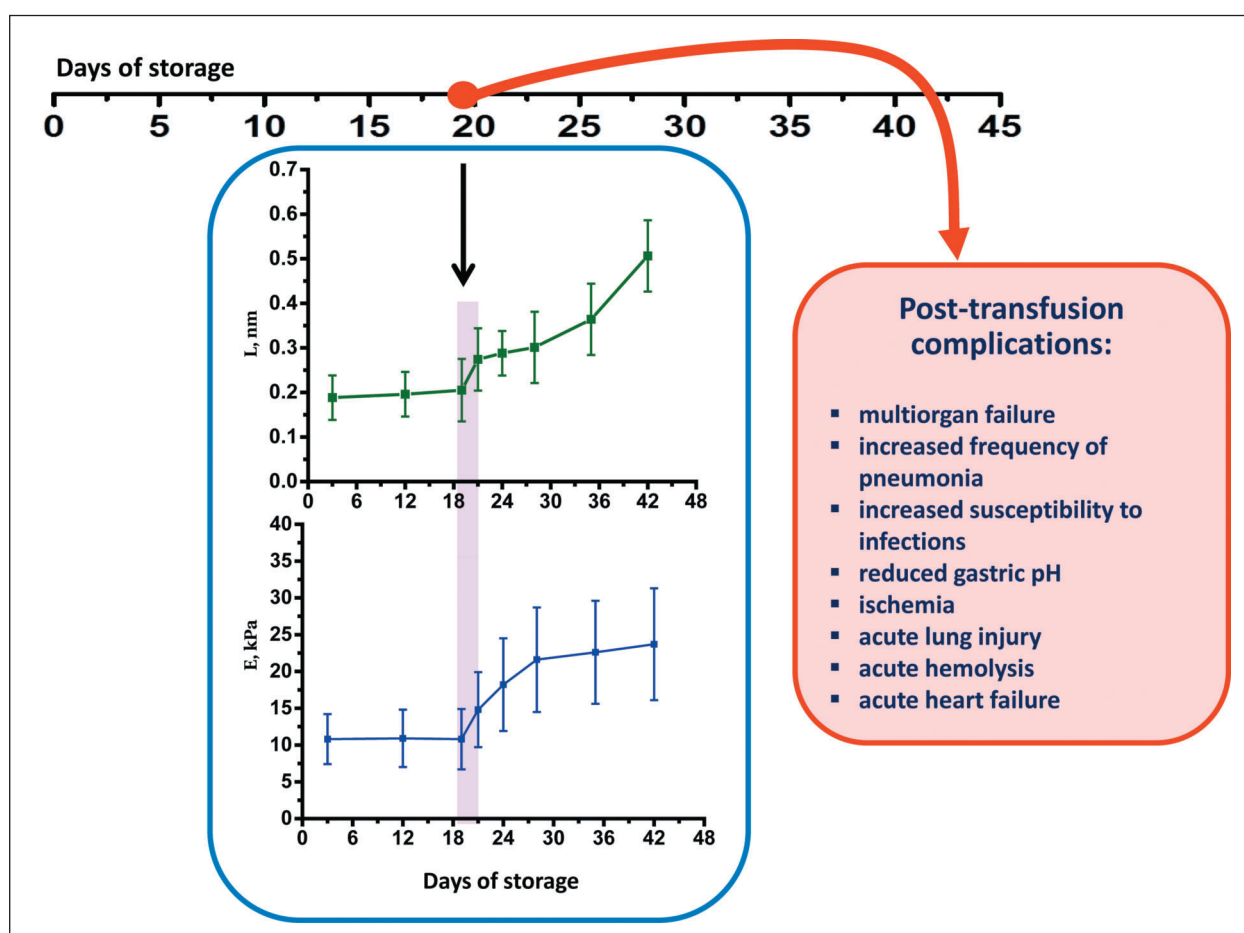 Days of storage
0 5 10 15 20 25 30 35 40 45
0.7
0.6
0.5
0.4
0.3
0.2
0.1
0.0
L, nm
0 6 12 18 24 30 36 42 48
40
35
30
25
20
15
10
5
0
E, kPa
0 6 12 18 24 30 36 42 48
Days of storage
Post-transfusion
complications:
▪ multiorgan failure
▪ increased frequency of
pneumonia
▪ increased susceptibility to
infections
▪ reduced gastric pH
▪ ischemia
▪ acute lung injury
▪ acute hemolysis
▪ acute heart failure